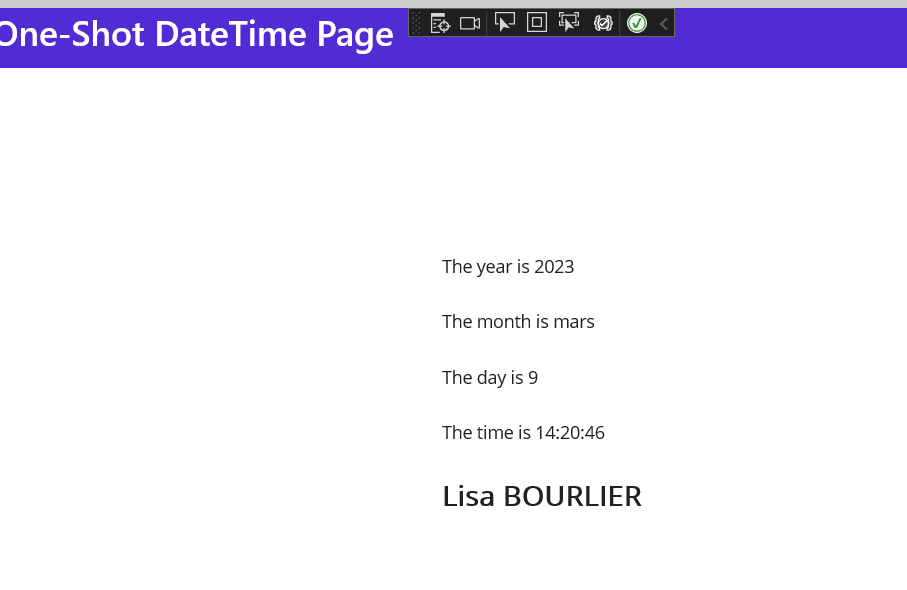 One-Shot DateTime Page
The year is 2023
The month is mars
The day is 9
The time is 14:20:46
Lisa BOURLIER